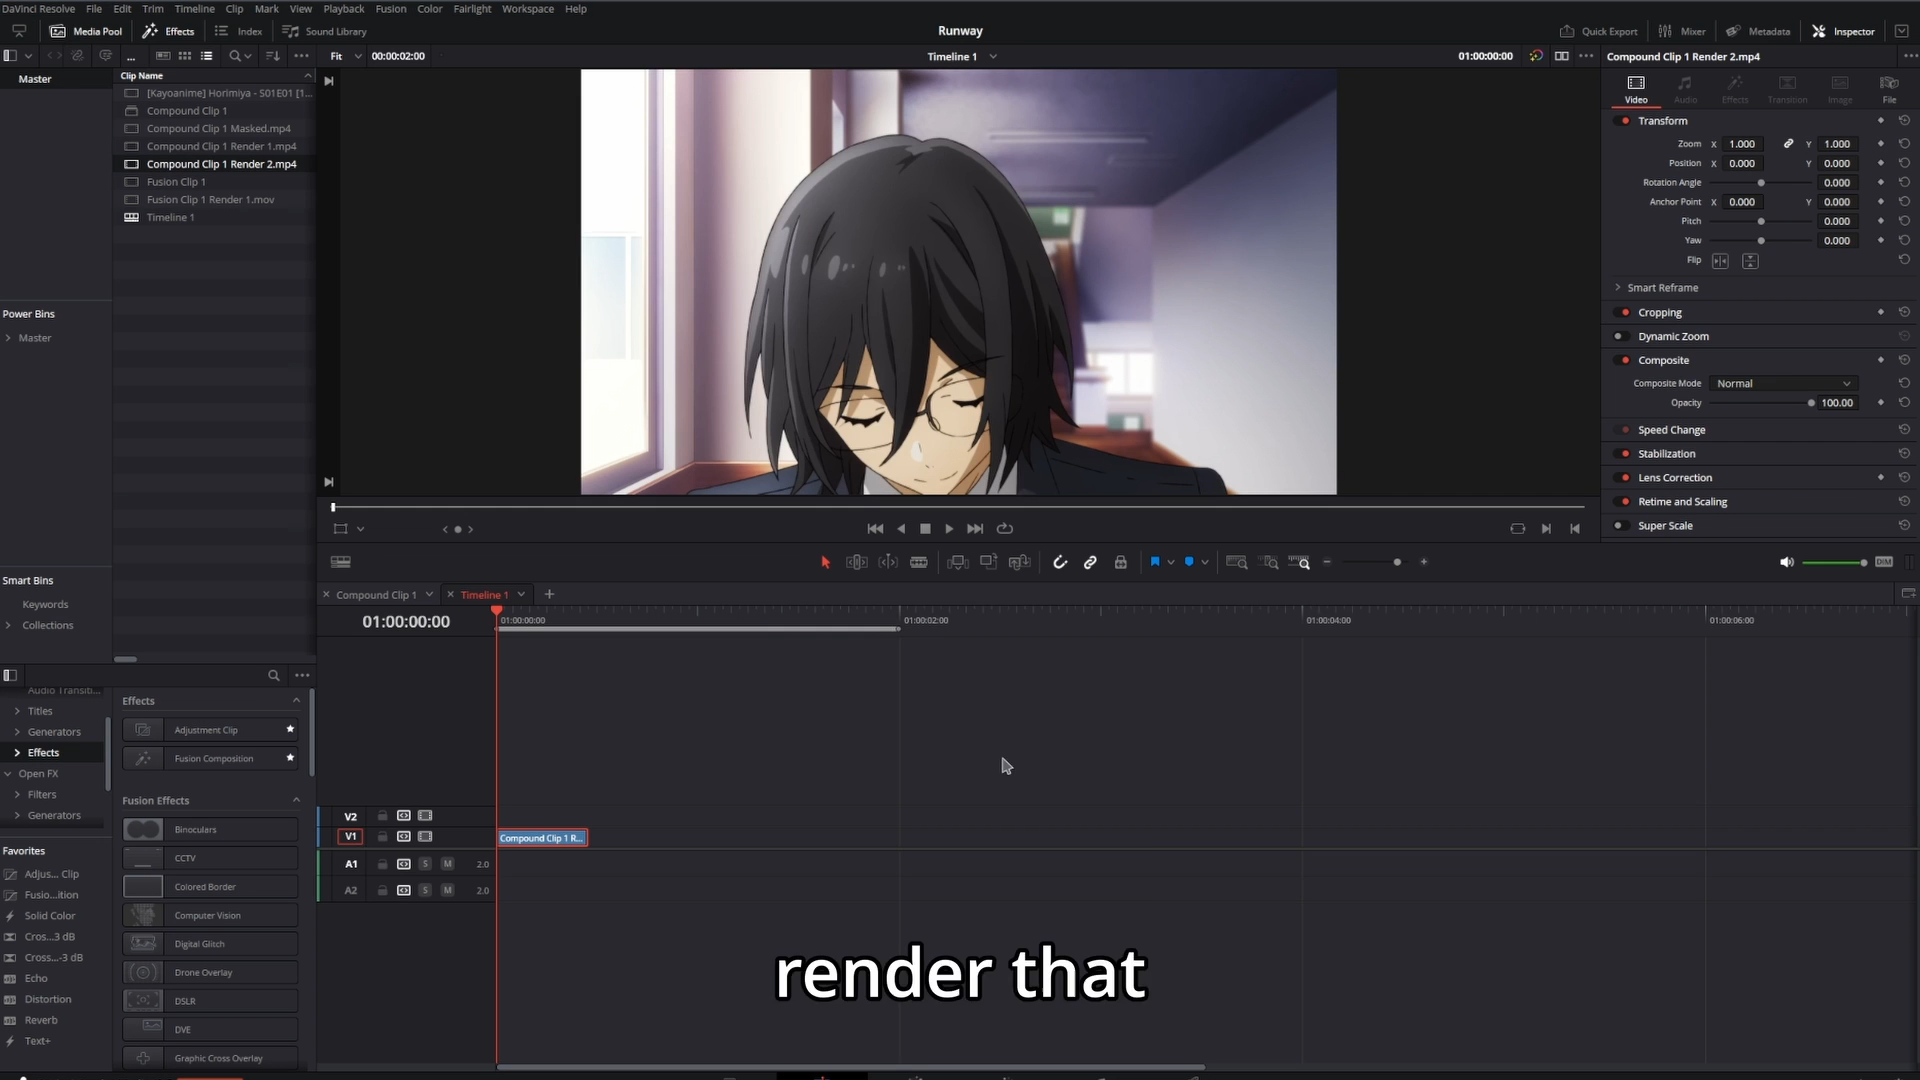 DaVinci Resolve File Edit Trim Timeline Clip Mark View Playback Fusion Color Fairlight Workspace Help
Media Pool Effects Index Sound Library
Runway
Quick Export Mixer Metadata Inspector
Fit 00:00:02:00
Timeline 1
01:00:00:00
Compound Clip 1 Render 2.mp4
Master
Clip Name
[Kayoanime] Horimiya - S01E01 [1...
Compound Clip 1
Compound Clip 1 Masked.mp4
Compound Clip 1 Render 1.mp4
Compound Clip 1 Render 2.mp4
Fusion Clip 1
Fusion Clip 1 Render 1.mov
Timeline 1
Power Bins
Master
Smart Bins
Keywords
Collections
Video Audio Effects Transition Image File
Transform
Zoom X 1.000 Y 1.000
Position X 0.000 Y 0.000
Rotation Angle 0.000
Anchor Point X 0.000 Y 0.000
Pitch 0.000
Yaw 0.000
Flip
Smart Reframe
Cropping
Dynamic Zoom
Composite
Composite Mode Normal
Opacity 100.00
Speed Change
Stabilization
Lens Correction
Retime and Scaling
Super Scale
DIM
Compound Clip 1 Timeline 1
01:00:00:00
01:00:00:00 01:00:02:00 01:00:04:00 01:00:06:00
V2
V1 Compound Clip 1 R...
A1 S M 2.0
A2 S M 2.0
Audio Transiti...
Titles
Generators
Effects
Open FX
Filters
Generators
Favorites
Adjus... Clip
Fusio...ition
Solid Color
Cros...3 dB
Cross...-3 dB
Echo
Distortion
Reverb
Text+
Effects
Adjustment Clip
Fusion Composition
Fusion Effects
Binoculars
CCTV
Colored Border
Computer Vision
Digital Glitch
Drone Overlay
DSLR
DVE
Graphic Cross Overlay
render that